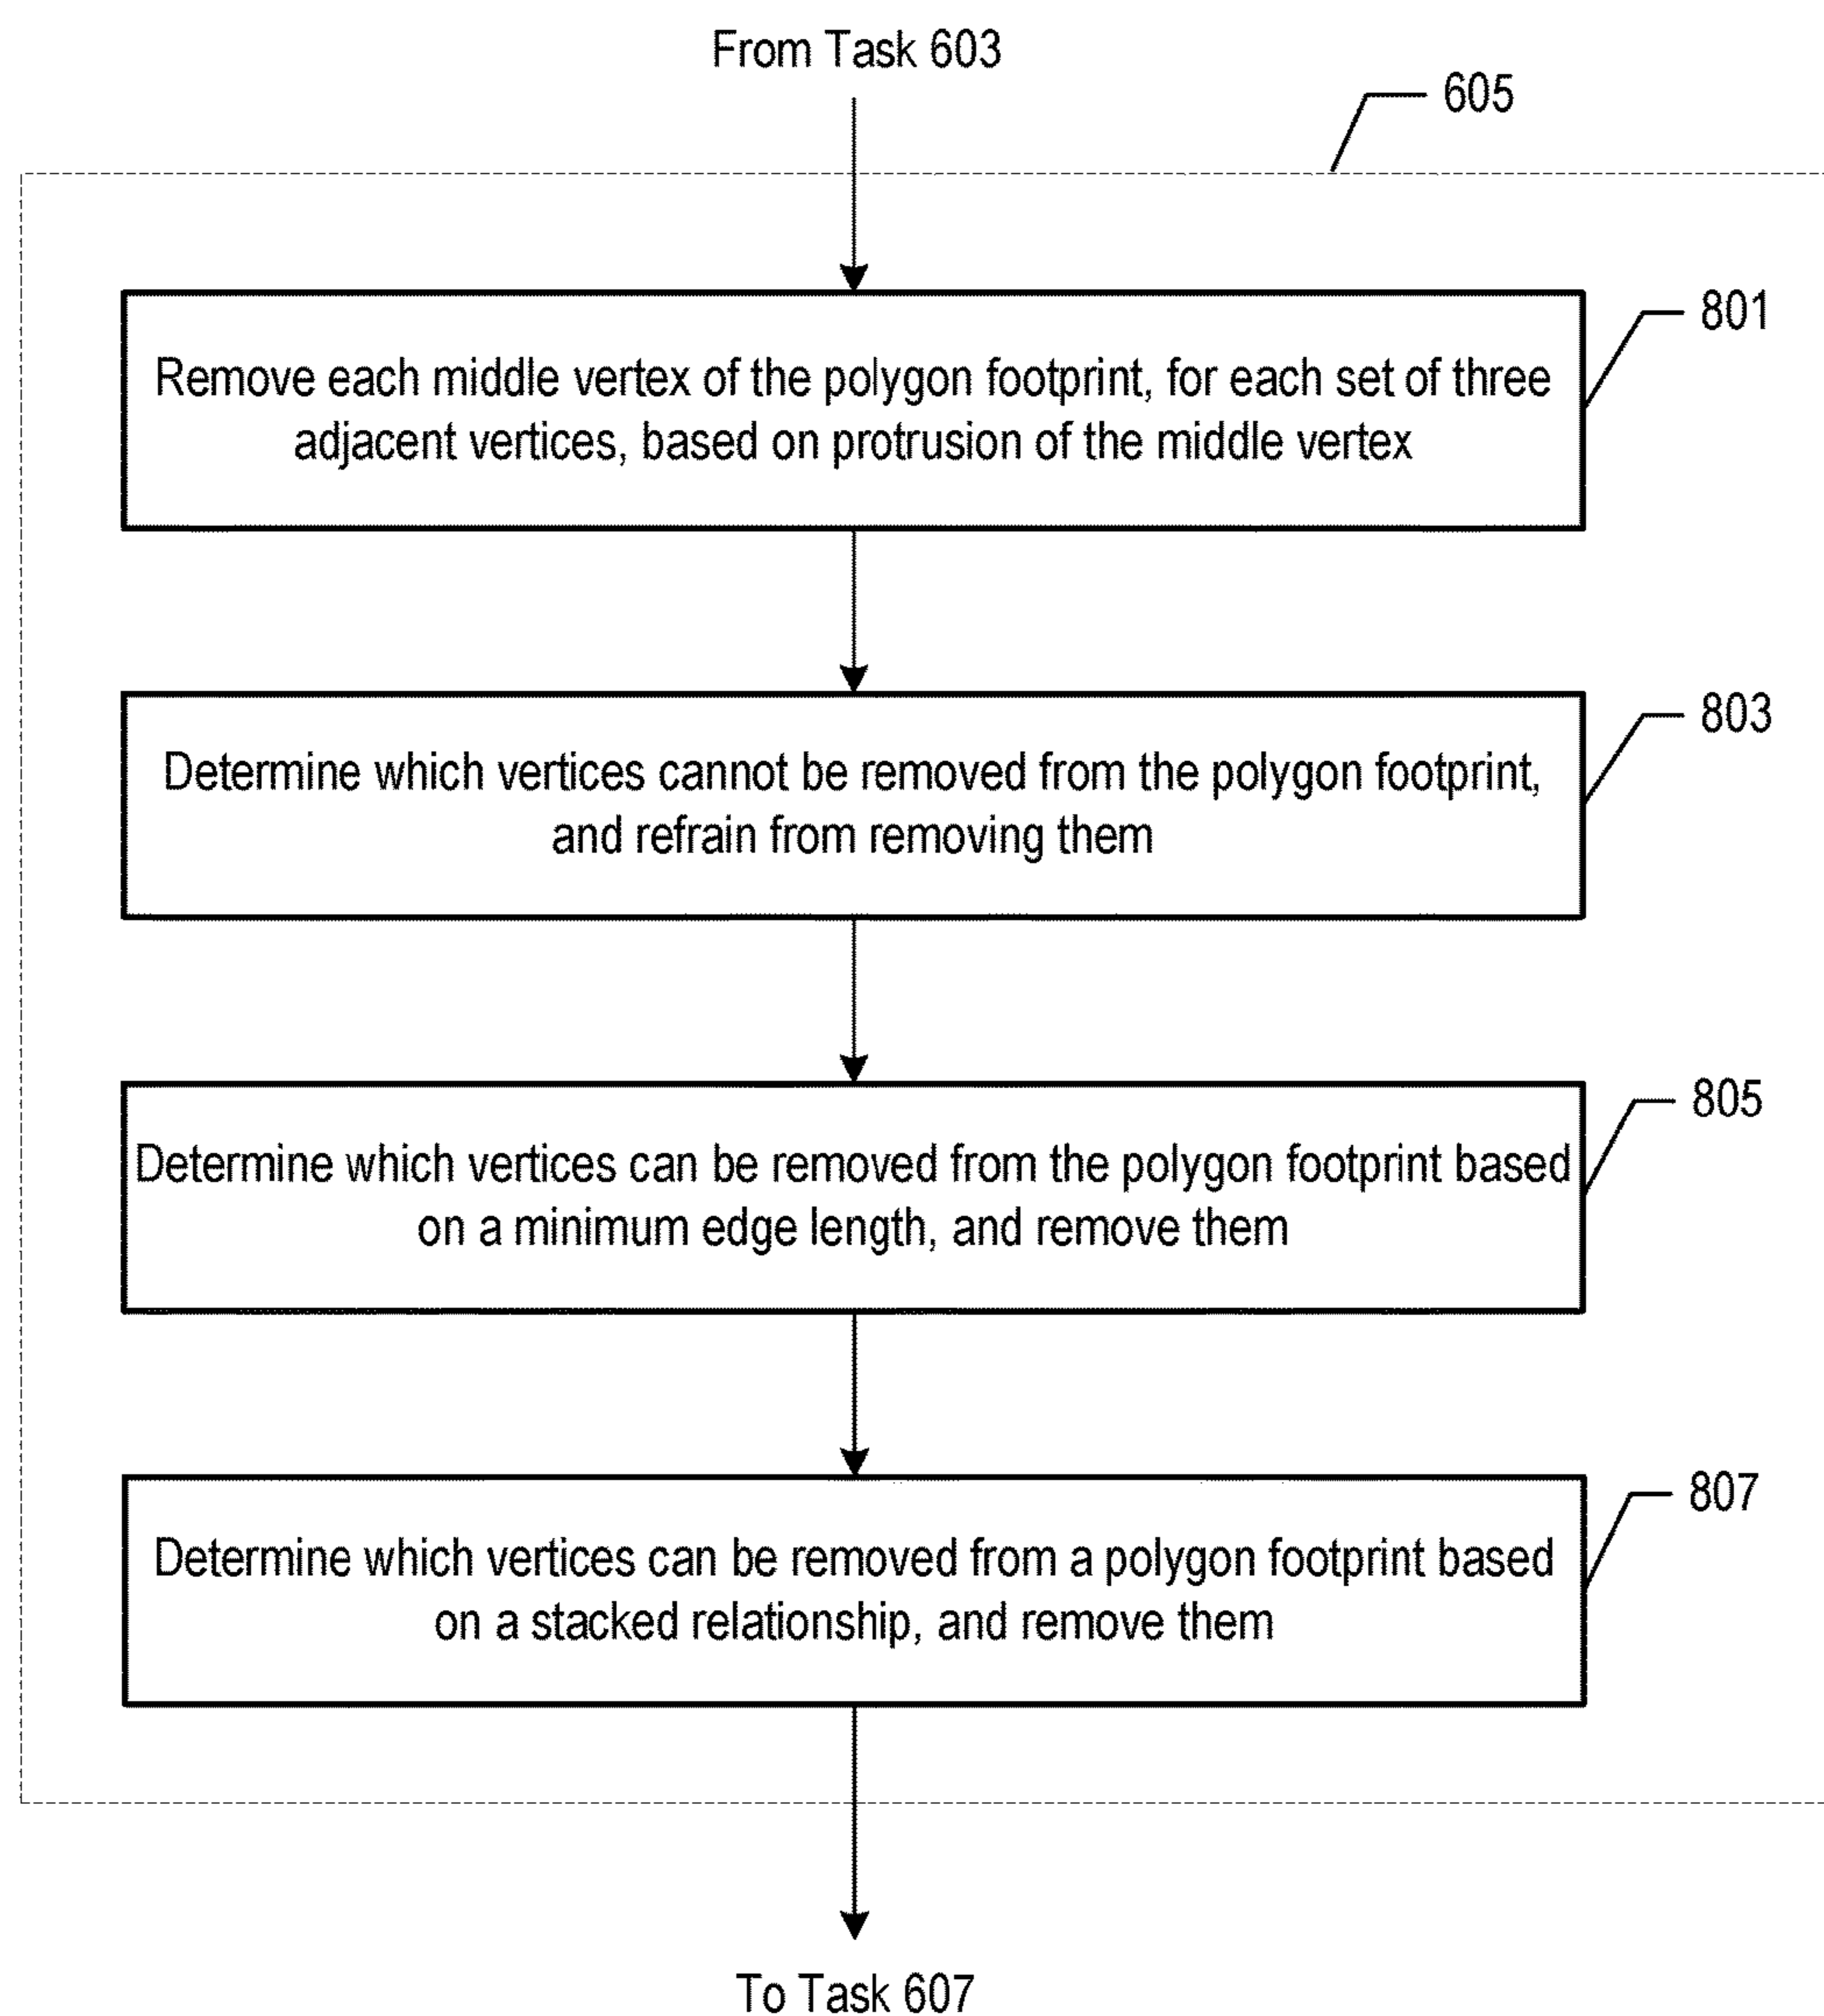 From Task 603
605
801
Remove each middle vertex of the polygon footprint, for each set of three
adjacent vertices, based on protrusion of the middle vertex
803
Determine which vertices cannot be removed from the polygon footprint,
and refrain from removing them
805
Determine which vertices can be removed from the polygon footprint based
on a minimum edge length, and remove them
807
Determine which vertices can be removed from a polygon footprint based
on a stacked relationship, and remove them
To Task 607